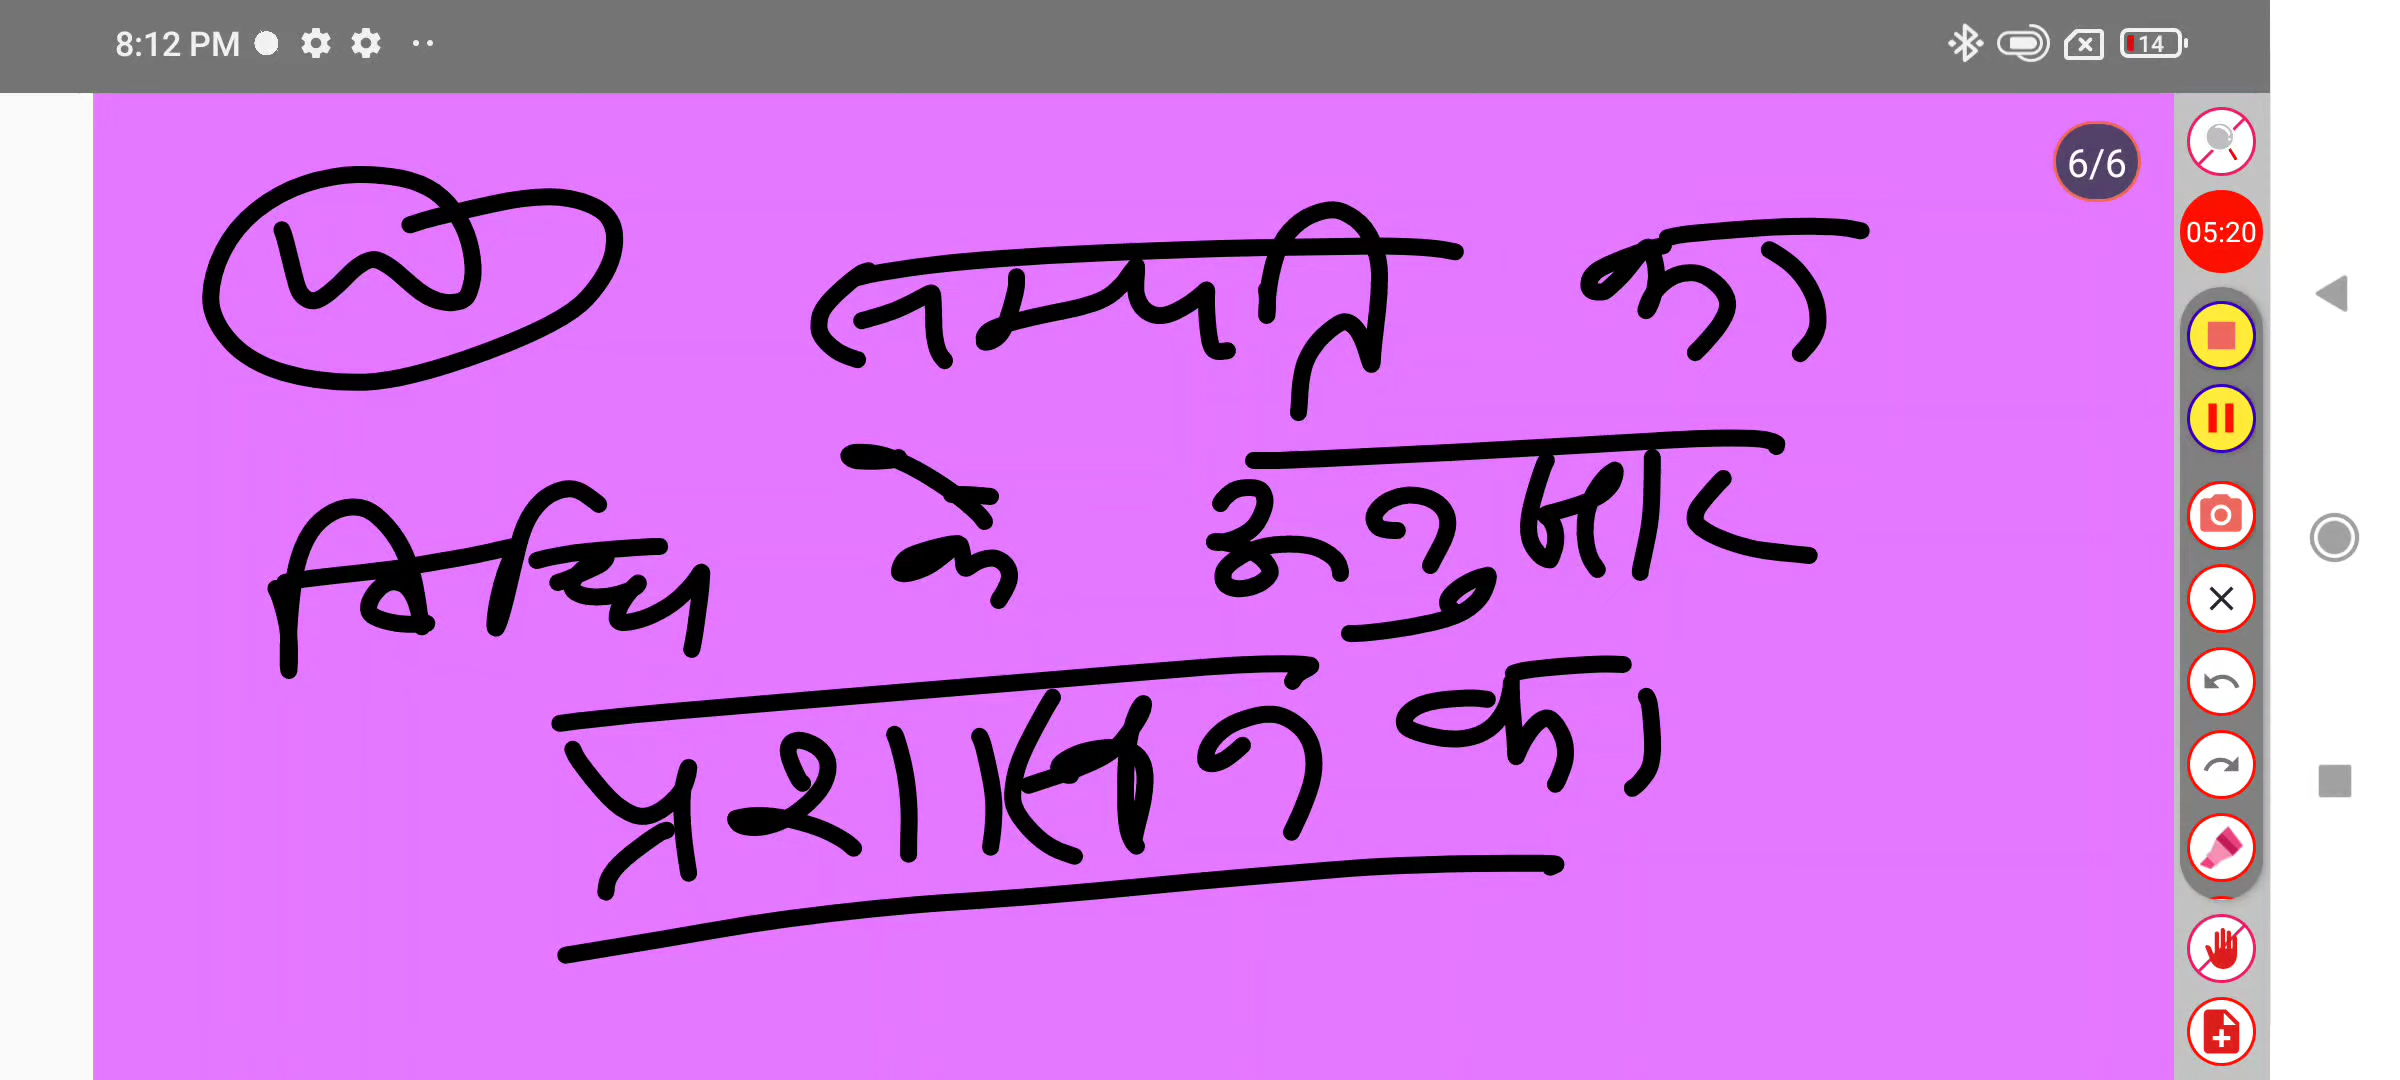 8:12 PM
14
6/6
05:20
सम्पत्ति का
विधि के अनुसार
प्रशासन का